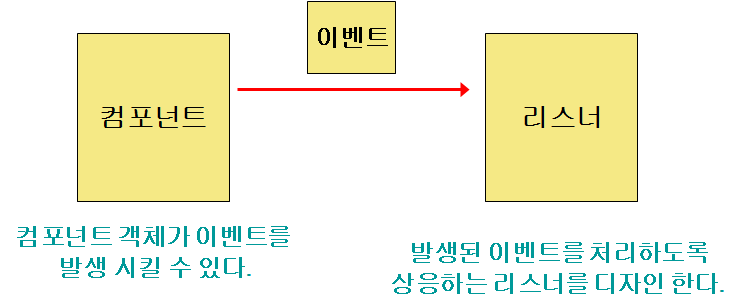 이벤트
컴포넌트
리스너
컴포넌트 객체가 이벤트를
발생 시킬 수 있다.
발생된 이벤트를 처리하도록
상응하는 리스너를 디자인 한다.